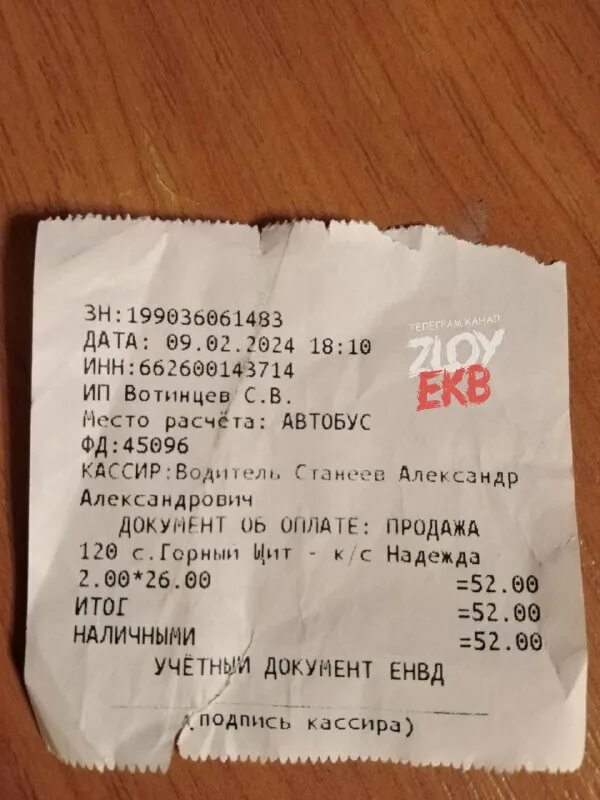 ЗН:199036061483
ДАТА: 09.02.2024 18:10
ИНН:662600143714
ИП Вотинцев С.В.
Место расчёта: АВТОБУС
ФД:45096
КАССИР:Водитель Станеев Александр
Александрович
ДОКУМЕНТ ОБ ОПЛАТЕ: ПРОДАЖА
120 с.Горный Щит - к/с Надежда
2.00*26.00 =52.00
ИТОГ =52.00
НАЛИЧНЫМИ =52.00
УЧЁТНЫЙ ДОКУМЕНТ ЕНВД
(подпись кассира)
ТЕЛЕГРАМ КАНАЛ
ZLOY
EKB